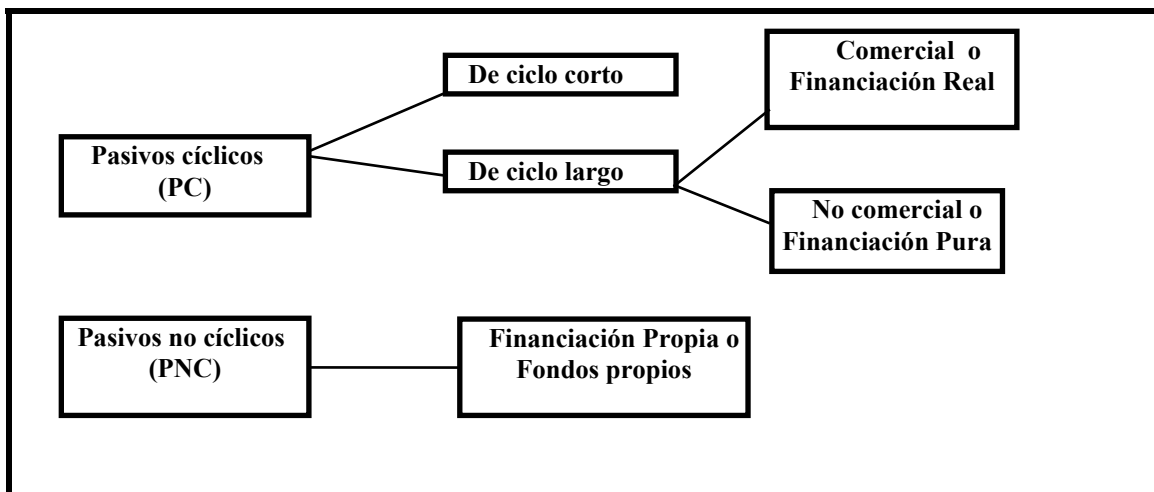 De ciclo corto
Comercial o
Financiación Real
Pasivos cíclicos
(PC)
De ciclo largo
No comercial o
Financiación Pura
Pasivos no cíclicos
(PNC)
Financiación Propia o
Fondos propios